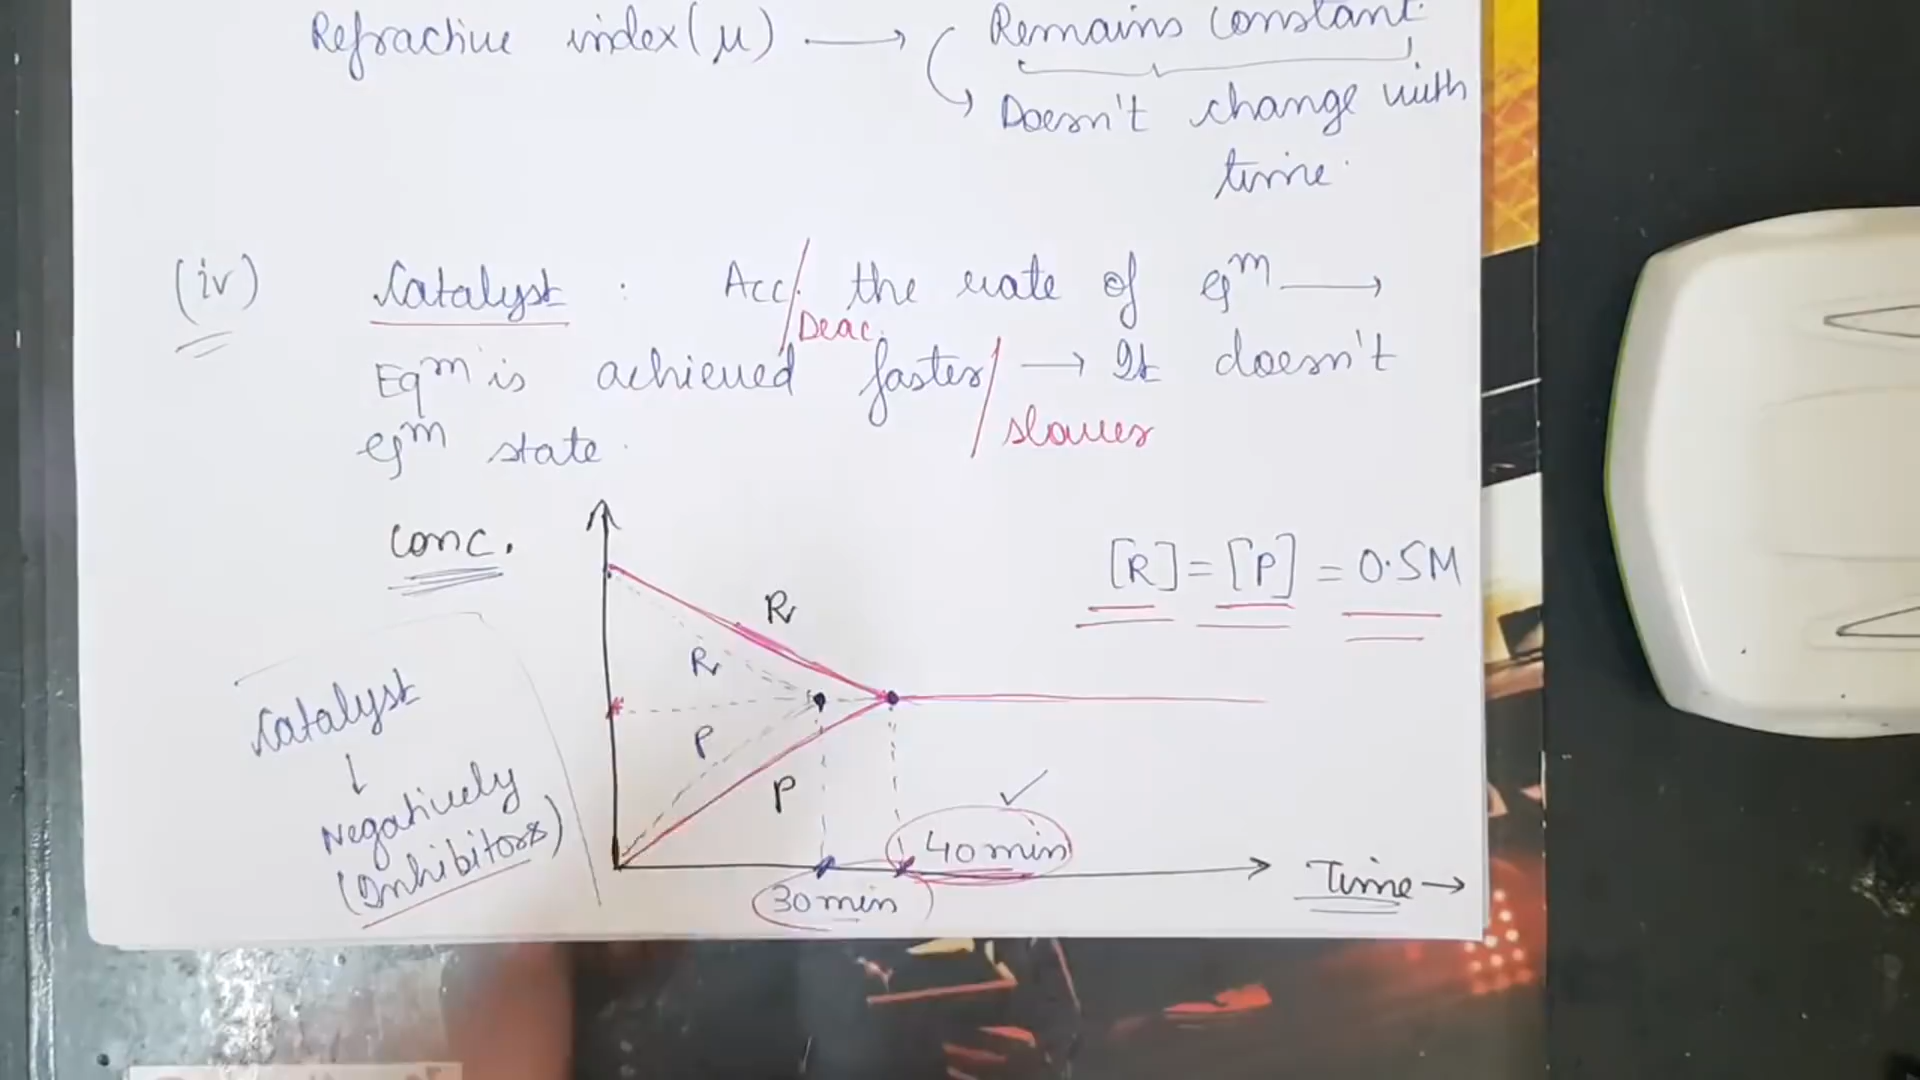 Refractive index (μ) ⟶ Remains constant.
Doesn't change with
time.
(iv) Catalyst : Acc./Deac. the rate of eqᵐ ⟶
Eqᵐ is achieved faster/slower → It doesn't
eqᵐ state.
Conc.
[R] = [P] = 0.5M
R
R
P
P
Catalyst
↓
Negatively
(Inhibitors)
40 min
30 min
Time →